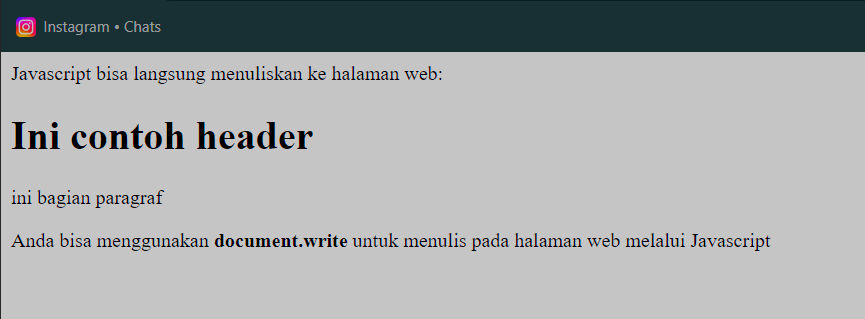 Instagram • Chats
Javascript bisa langsung menuliskan ke halaman web:
Ini contoh header
ini bagian paragraf
Anda bisa menggunakan document.write untuk menulis pada halaman web melalui Javascript